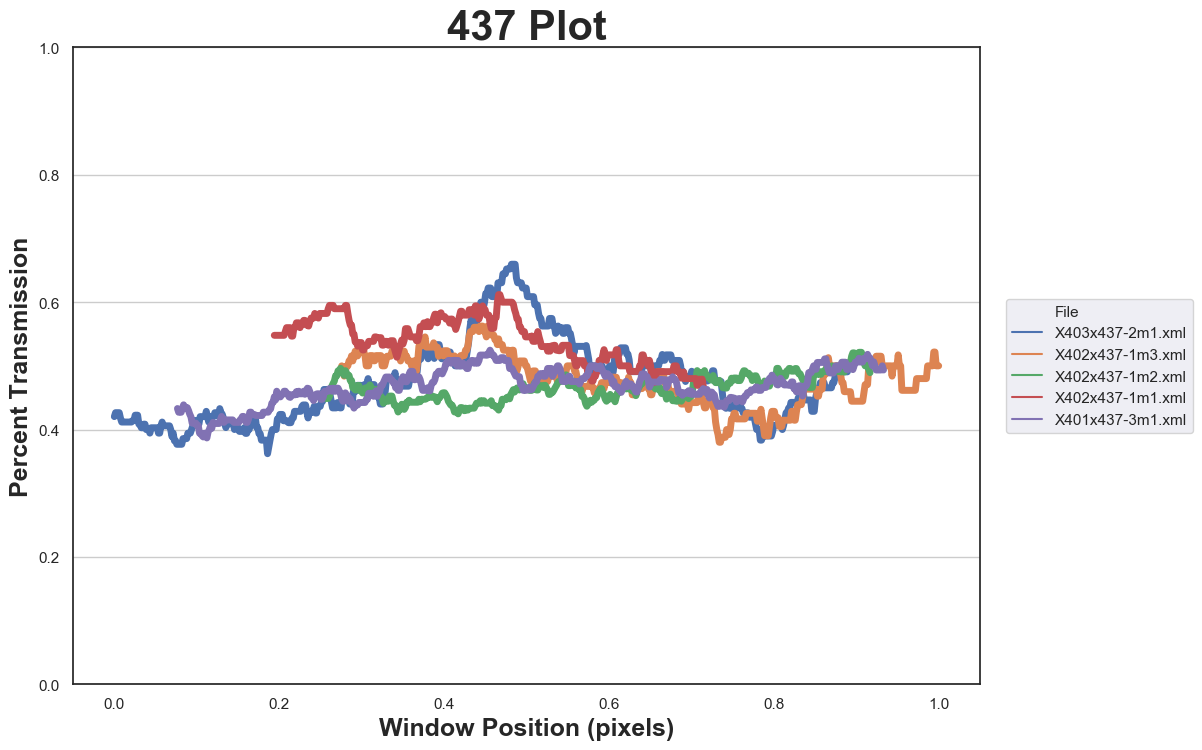 437 Plot
1.0
0.8
0.6
0.4
0.2
0.0
Percent Transmission
0.0 0.2 0.4 0.6 0.8 1.0
Window Position (pixels)
File
X403x437-2m1.xml
X402x437-1m3.xml
X402x437-1m2.xml
X402x437-1m1.xml
X401x437-3m1.xml